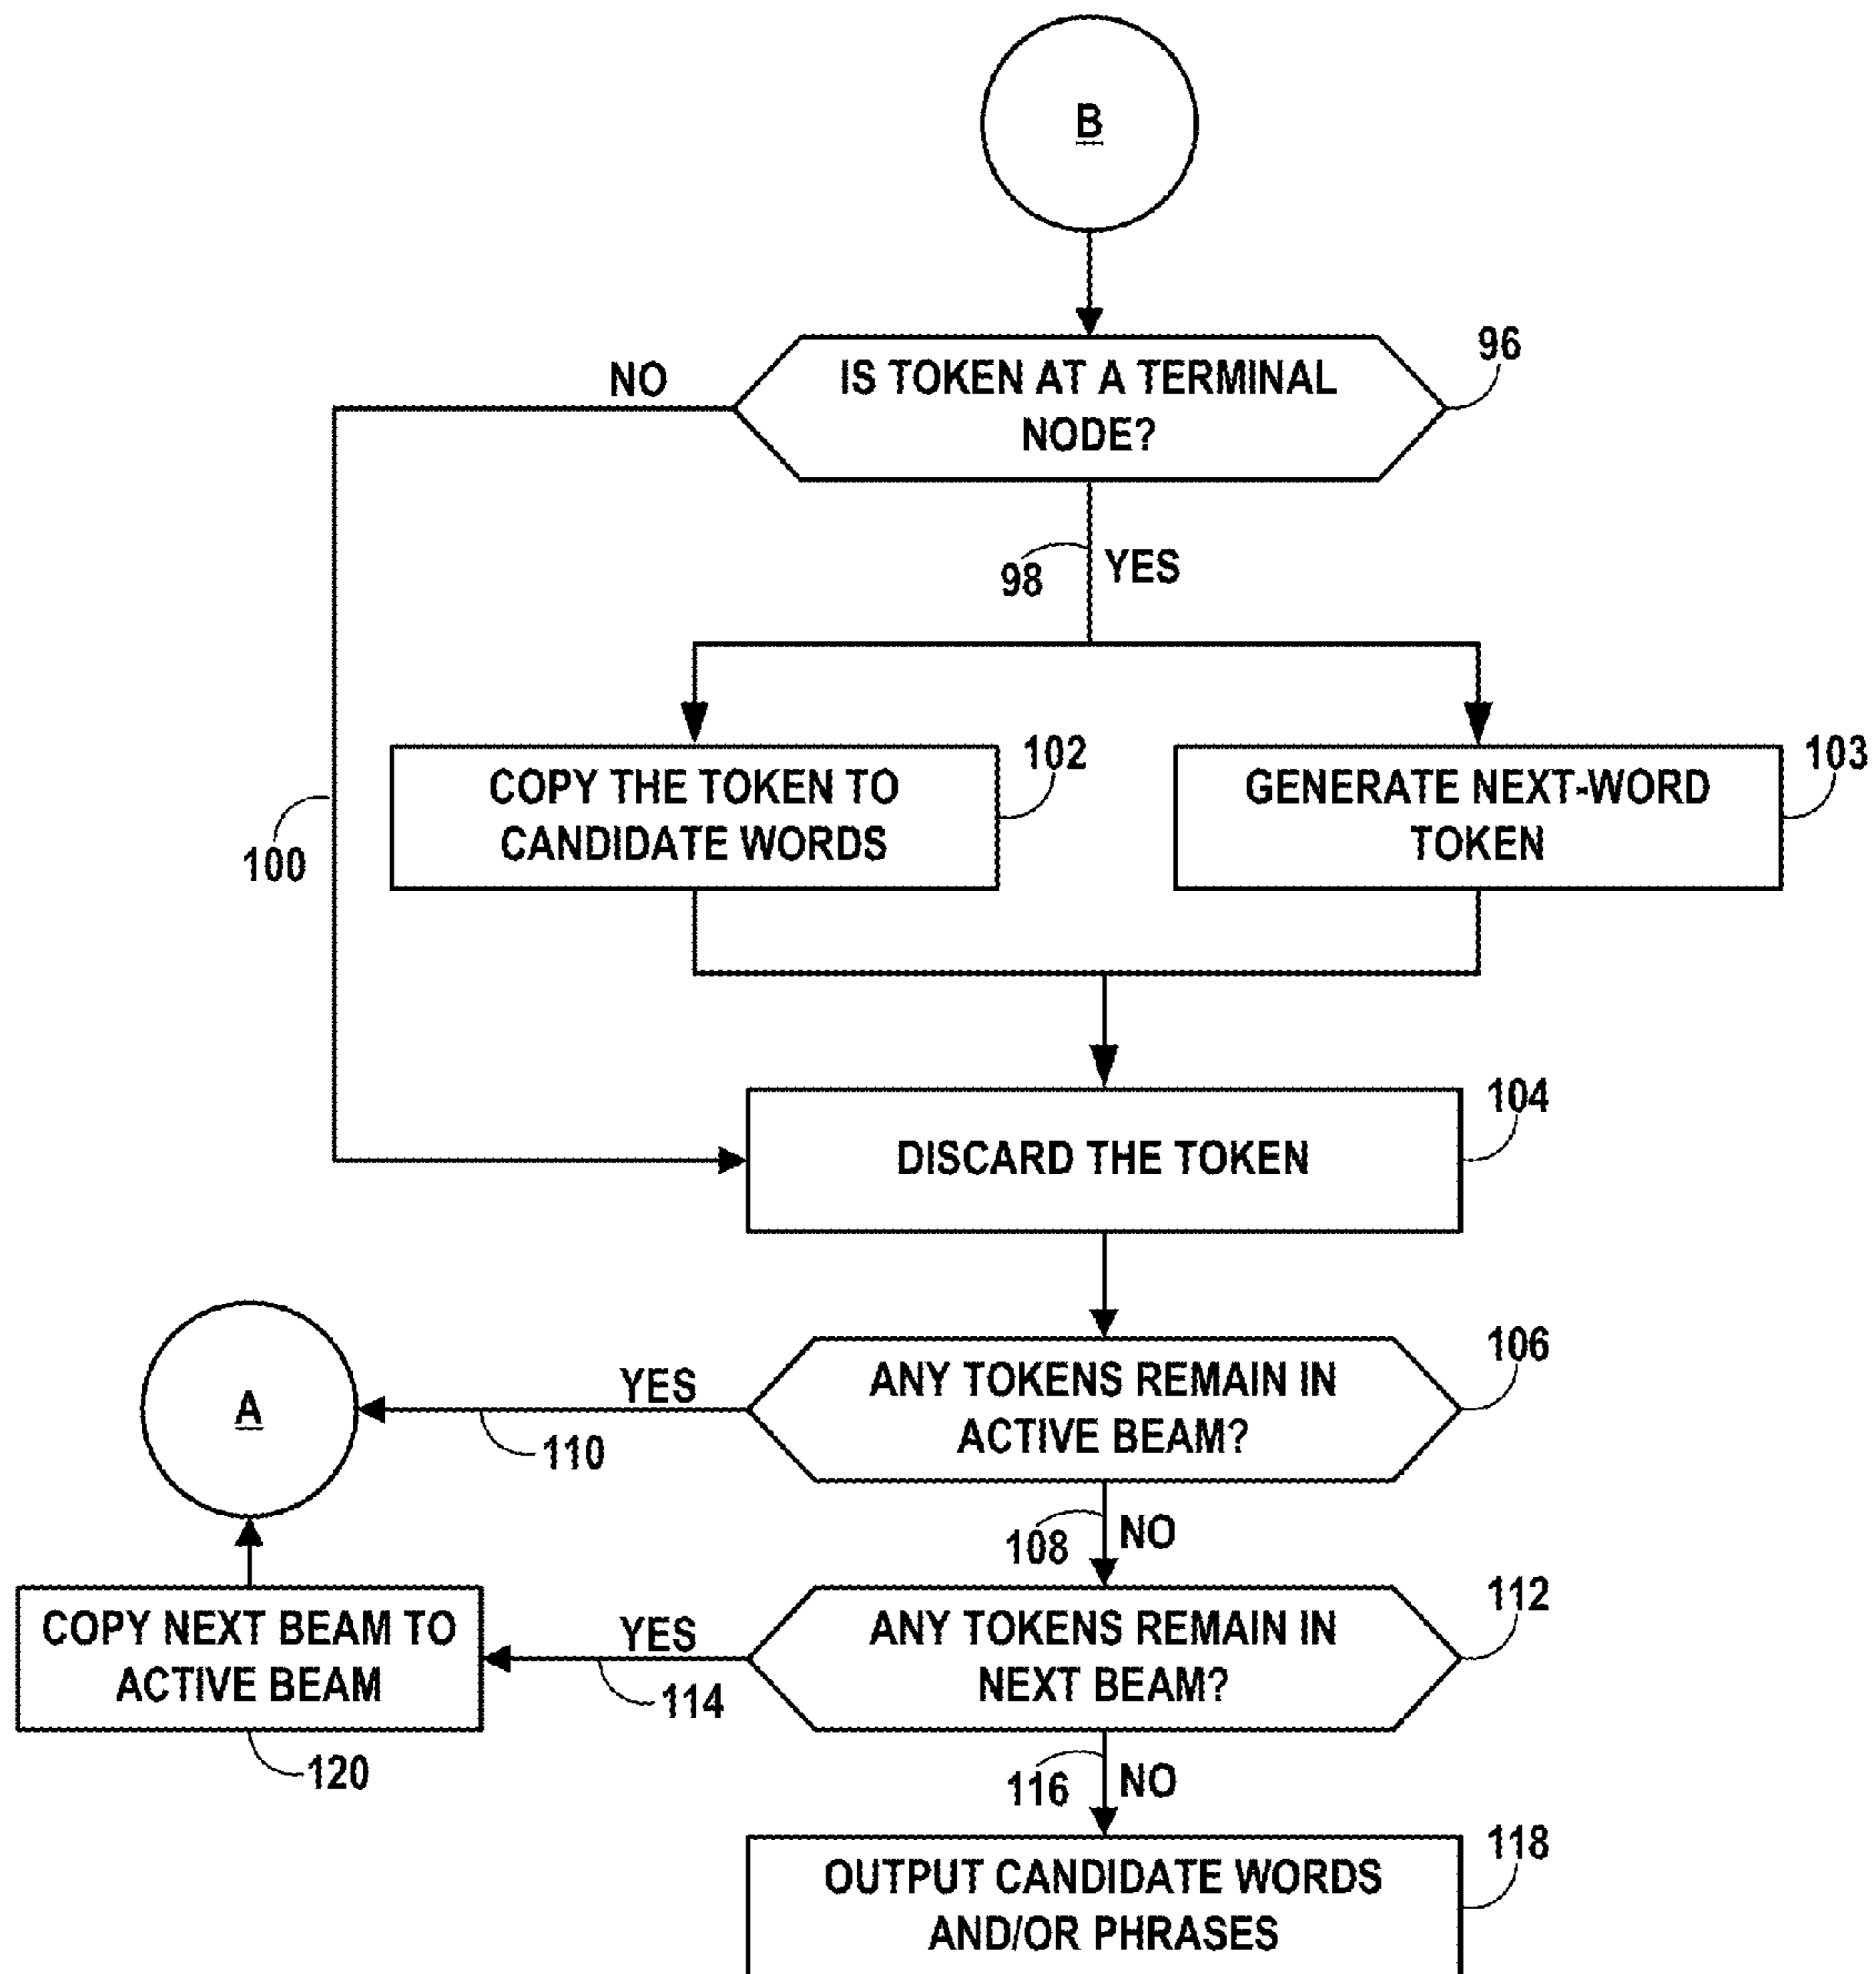 B
IS TOKEN AT A TERMINAL
NODE?
96
NO
98
YES
COPY THE TOKEN TO
CANDIDATE WORDS
102
GENERATE NEXT-WORD
TOKEN
103
100
DISCARD THE TOKEN
104
A
YES
110
ANY TOKENS REMAIN IN
ACTIVE BEAM?
106
108
NO
COPY NEXT BEAM TO
ACTIVE BEAM
120
YES
114
ANY TOKENS REMAIN IN
NEXT BEAM?
112
116
NO
OUTPUT CANDIDATE WORDS
AND/OR PHRASES
118